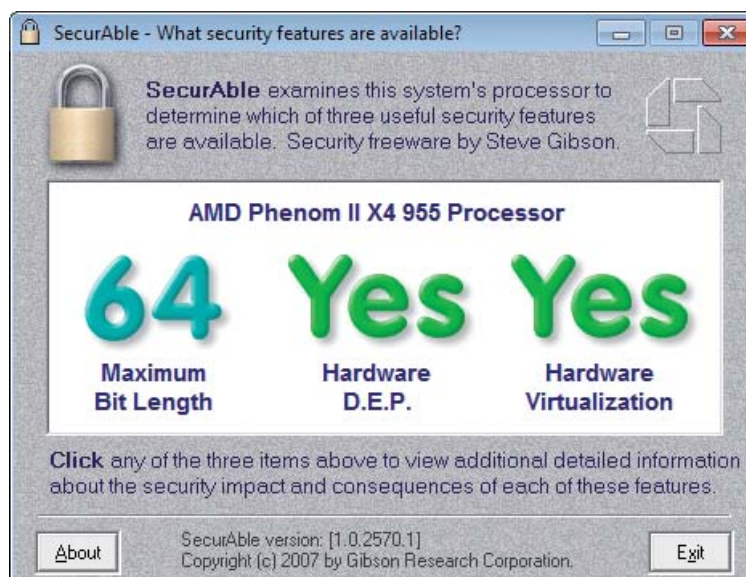 SecurAble - What security features are available?
SecurAble examines this system's processor to
determine which of three useful security features
are available. Security freeware by Steve Gibson.
AMD Phenom II X4 955 Processor
64 Yes Yes
Maximum Hardware Hardware
Bit Length D.E.P. Virtualization
Click any of the three items above to view additional detailed information
about the security impact and consequences of each of these features.
About
SecurAble version: [1.0.2570.1]
Copyright (c) 2007 by Gibson Research Corporation.
Exit